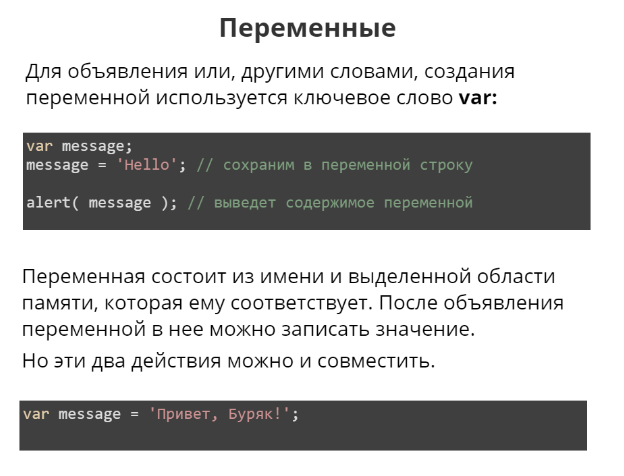 Переменные
Для объявления или, другими словами, создания
переменной используется ключевое слово var:
var message;
message = 'Hello'; // сохраним в переменной строку
alert( message ); // выведет содержимое переменной
Переменная состоит из имени и выделенной области
памяти, которая ему соответствует. После объявления
переменной в нее можно записать значение.
Но эти два действия можно и совместить.
var message = 'Привет, Буряк!';